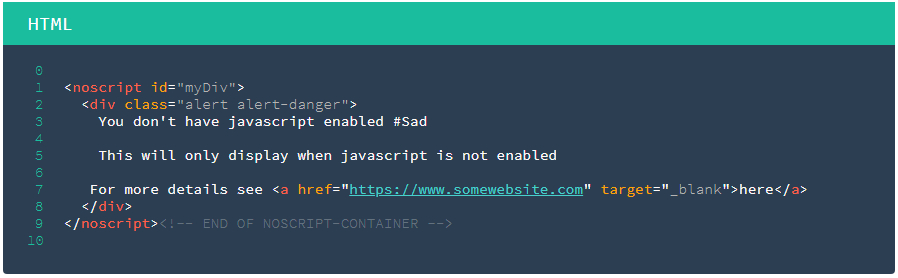 HTML
0
1 <noscript id="myDiv">
2 <div class="alert alert-danger">
3 You don't have javascript enabled #Sad
4
5 This will only display when javascript is not enabled
6
7 For more details see <a href="https://www.somewebsite.com" target="_blank">here</a>
8 </div>
9 </noscript><!-- END OF NOSCRIPT-CONTAINER -->
10